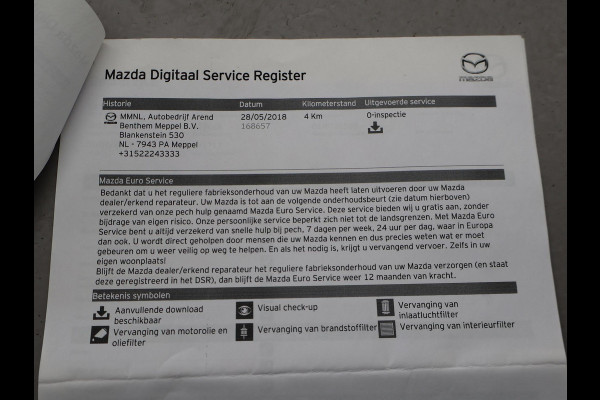 Mazda Digitaal Service Register
mazda
Historie Datum Kilometerstand Uitgevoerde service
MMNL, Autobedrijf Arend 28/05/2018 4 Km 0-inspectie
Benthem Meppel B.V. 168657
Blankenstein 530
NL - 7943 PA Meppel
+31522243333
Mazda Euro Service
Bedankt dat u het reguliere fabrieksonderhoud van uw Mazda heeft laten uitvoeren door uw Mazda
dealer/erkend reparateur. Uw Mazda is tot aan de volgende onderhoudsbeurt (zie datum hierboven)
verzekerd van onze pech hulp genaamd Mazda Euro Service. Deze service bieden wij u gratis aan, zonder
bijdrage van eigen risico. Onze persoonlijke service beperkt zich niet tot de landsgrenzen. Met Mazda Euro
Service bent u altijd verzekerd van snelle hulp bij pech, 7 dagen per week, 24 uur per dag, waar in Europa
dan ook. U wordt direct geholpen door mensen die uw Mazda kennen en dus precies weten wat er moet
gebeuren om u weer veilig op weg te helpen. En als het nodig is, krijgt u vervangend vervoer. Zelfs in uw
eigen woonplaats!
Blijft de Mazda dealer/erkend reparateur het reguliere fabrieksonderhoud van uw Mazda verzorgen (en staat
deze geregistreerd in het DSR), dan blijft de Mazda Euro Service weer 12 maanden van kracht.
Betekenis symbolen
Aanvullende download Visual check-up Vervanging van
beschikbaar inlaatluchtfilter
Vervanging van motorolie en Vervanging van brandstoffilter Vervanging van interieurfilter
oliefilter